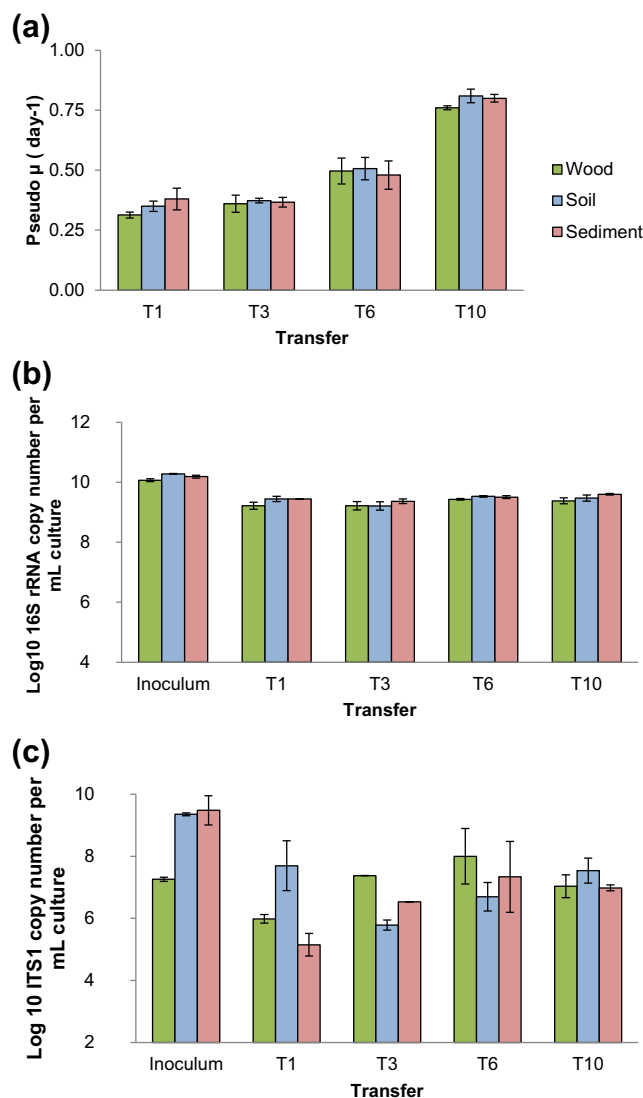 (a)
Pseudo μ ( day-1)
1.00
0.75
0.50
0.25
0.00
T1 T3 T6 T10
Transfer
Wood
Soil
Sediment
(b)
Log10 16S rRNA copy number per
mL culture
12
10
8
6
4
Inoculum T1 T3 T6 T10
Transfer
(c)
Log 10 ITS1 copy number per
mL culture
10
8
6
4
2
Inoculum T1 T3 T6 T10
Transfer